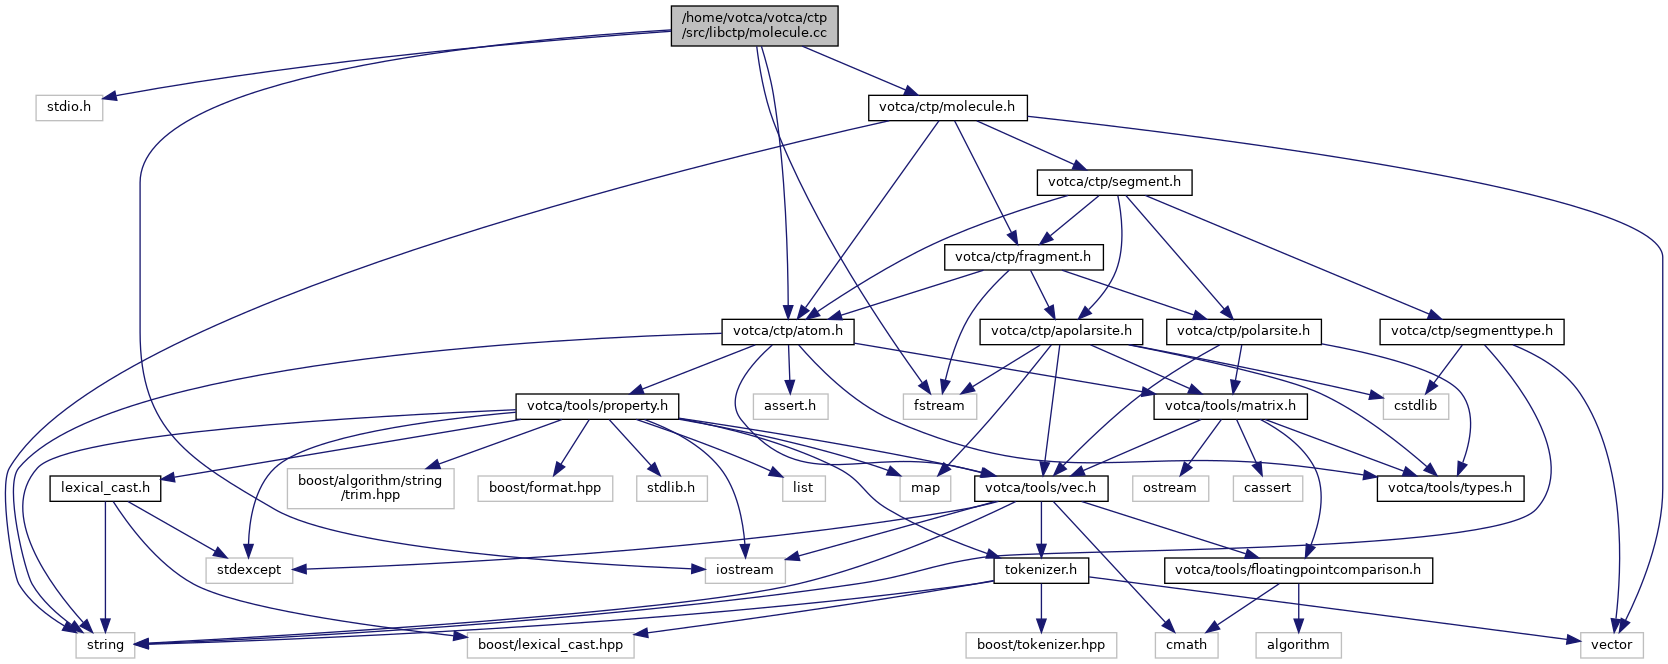 /home/votca/votca/ctp
/src/libctp/molecule.cc
stdio.h
votca/ctp/molecule.h
votca/ctp/segment.h
votca/ctp/fragment.h
votca/ctp/atom.h
votca/ctp/apolarsite.h
votca/ctp/polarsite.h
votca/ctp/segmenttype.h
votca/tools/property.h
assert.h
fstream
votca/tools/matrix.h
cstdlib
lexical_cast.h
boost/algorithm/string
/trim.hpp
boost/format.hpp
stdlib.h
list
map
votca/tools/vec.h
ostream
cassert
votca/tools/types.h
stdexcept
iostream
tokenizer.h
votca/tools/floatingpointcomparison.h
string
boost/lexical_cast.hpp
boost/tokenizer.hpp
cmath
algorithm
vector